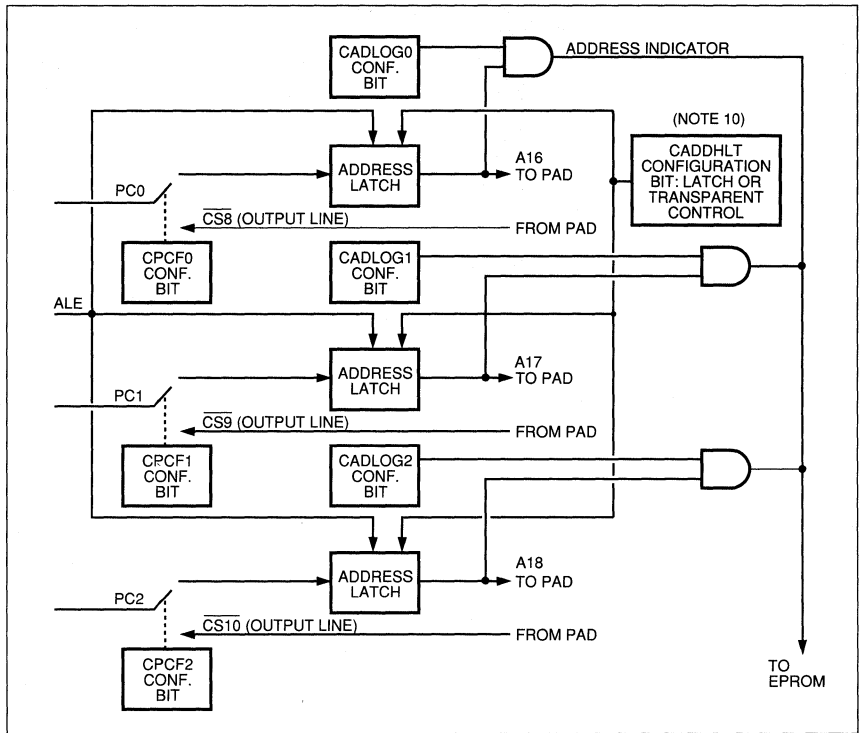 CADLOG0
CONF.
BIT
ADDRESS INDICATOR
(NOTE 10)
CADDHLT
CONFIGURATION
BIT: LATCH OR
TRANSPARENT
CONTROL
ADDRESS
LATCH
A16
TO PAD
PC0
CS8 (OUTPUT LINE)
FROM PAD
CPCF0
CONF.
BIT
CADLOG1
CONF.
BIT
ALE
ADDRESS
LATCH
A17
TO PAD
PC1
CS9 (OUTPUT LINE)
FROM PAD
CPCF1
CONF.
BIT
CADLOG2
CONF.
BIT
ADDRESS
LATCH
A18
TO PAD
PC2
CS10 (OUTPUT LINE)
FROM PAD
CPCF2
CONF.
BIT
TO
EPROM